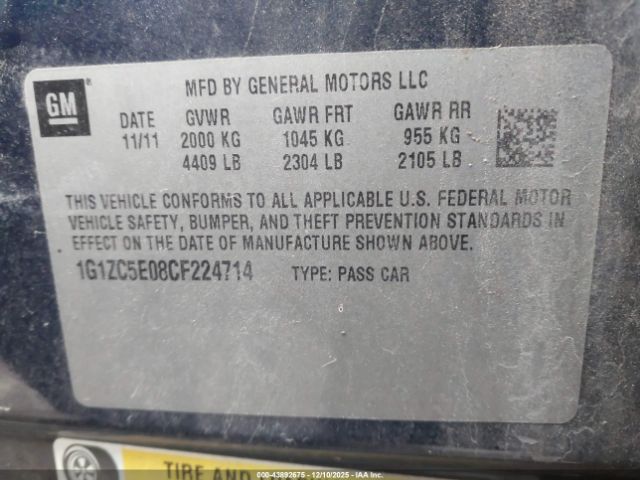 GM
MFD BY GENERAL MOTORS LLC
DATE GVWR GAWR FRT GAWR RR
11/11 2000 KG 1045 KG 955 KG
4409 LB 2304 LB 2105 LB
THIS VEHICLE CONFORMS TO ALL APPLICABLE U.S. FEDERAL MOTOR
VEHICLE SAFETY, BUMPER, AND THEFT PREVENTION STANDARDS IN
EFFECT ON THE DATE OF MANUFACTURE SHOWN ABOVE.
1G1ZC5E08CF224714 TYPE: PASS CAR
TIRE AND
000-43892675 - 12/10/2025 - IAA Inc.